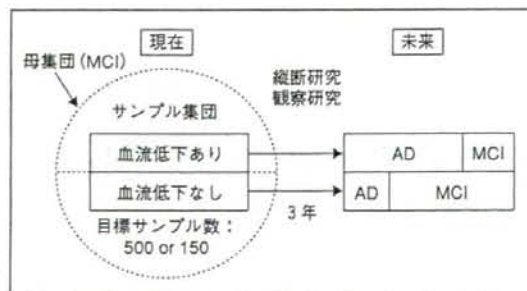 現在
未来
母集団(MCI)
縦断研究
観察研究
サンプル集団
血流低下あり
AD
MCI
血流低下なし
AD
MCI
目標サンプル数：
500 or 150
3年